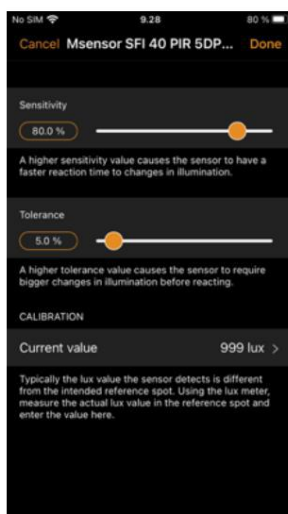 No SIM 9.28 80 %
Cancel Msensor SFI 40 PIR 5DP... Done
Sensitivity
80.0 %
A higher sensitivity value causes the sensor to have a
faster reaction time to changes in illumination.
Tolerance
5.0 %
A higher tolerance value causes the sensor to require
bigger changes in illumination before reacting.
CALIBRATION
Current value 999 lux >
Typically the lux value the sensor detects is different
from the intended reference spot. Using the lux meter,
measure the actual lux value in the reference spot and
enter the value here.